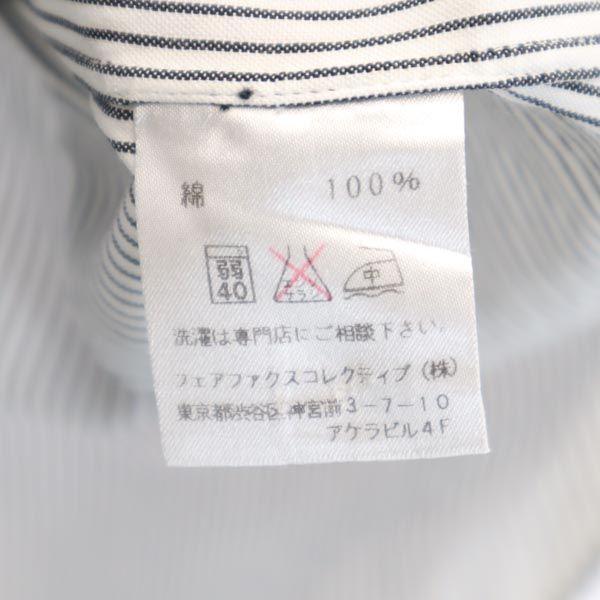 綿 100%
弱 40 エンソ 中
洗濯は専門店にご相談下さい。
フェアファクスコレクティブ(株)
東京都渋谷区神宮前3-7-10
アケラビル4F